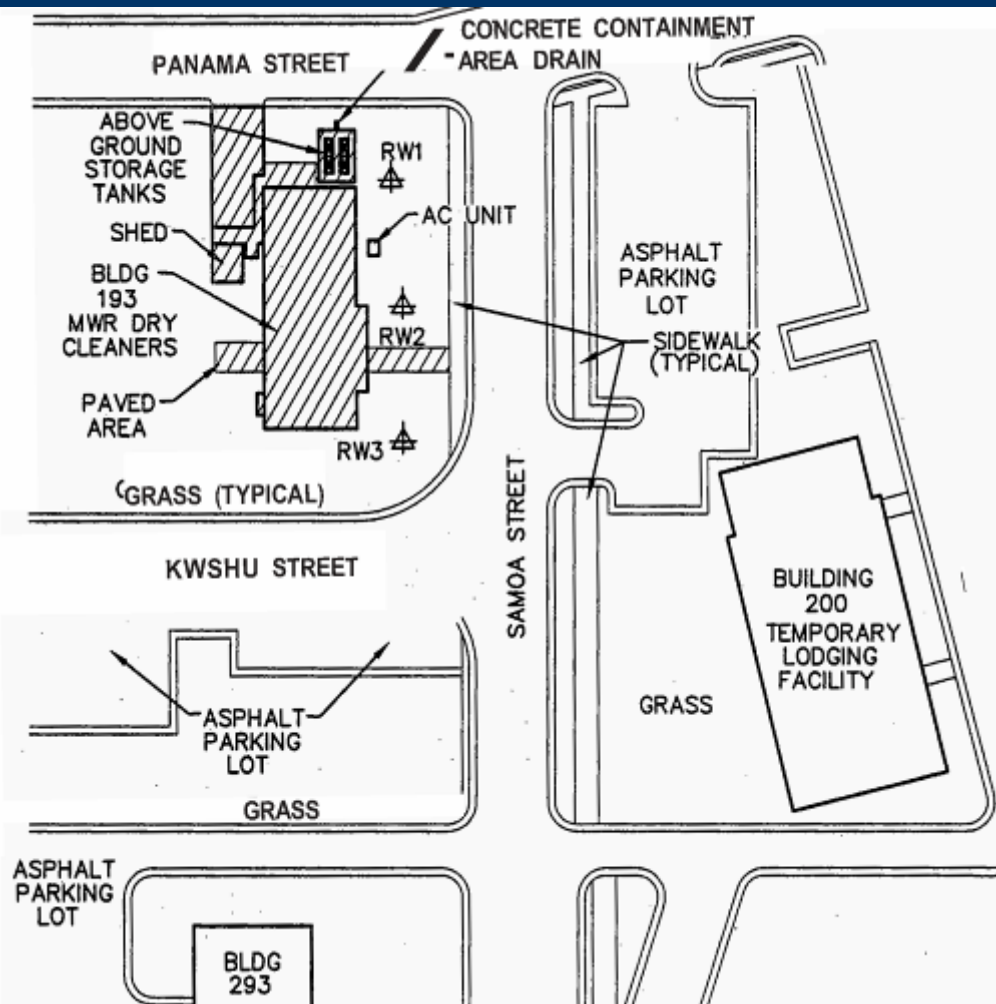 CONCRETE CONTAINMENT
AREA DRAIN
PANAMA STREET
ABOVE
GROUND
STORAGE
TANKS
RW1
SHED
AC UNIT
BLDG
193
MWR DRY
CLEANERS
RW2
ASPHALT
PARKING
LOT
SIDEWALK
(TYPICAL)
PAVED
AREA
RW3
GRASS (TYPICAL)
SAMOA STREET
KWSHU STREET
BUILDING
200
TEMPORARY
LODGING
FACILITY
GRASS
ASPHALT
PARKING
LOT
GRASS
ASPHALT
PARKING
LOT
BLDG
293